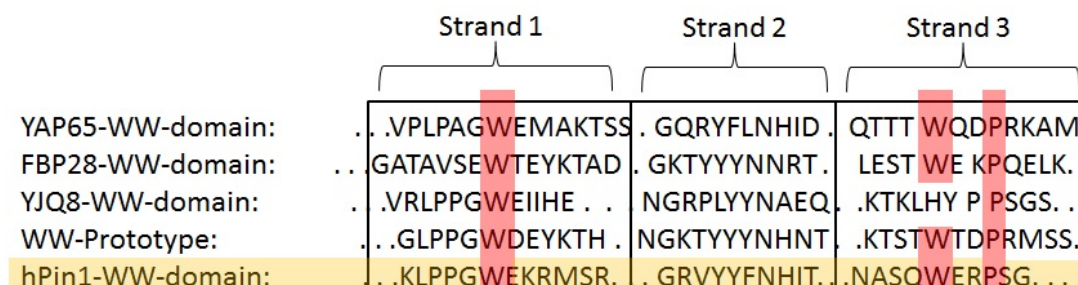 Strand 1 Strand 2 Strand 3
YAP65-WW-domain: . . .VPLPAGWEMAKTSS . GQRYFLNHID . QTTT WQDPRKAM
FBP28-WW-domain: . . .GATAVSEWTEYKTAD . GKTYYYNNRT . LEST WE KPQELK.
YJQ8-WW-domain: . . .VRLPPGWEIIHE . . NGRPLYYNAEQ . .KTKLHY P PSGS. .
WW-Prototype: . . .GLPPGWDEYKTH . NGKTYYYNHNT . .KTSTWTDPRMSS.
hPin1-WW-domain: . . .KLPPGWEKRMSR. . GRVYYFNHIT. .NASQWERPSG. . .